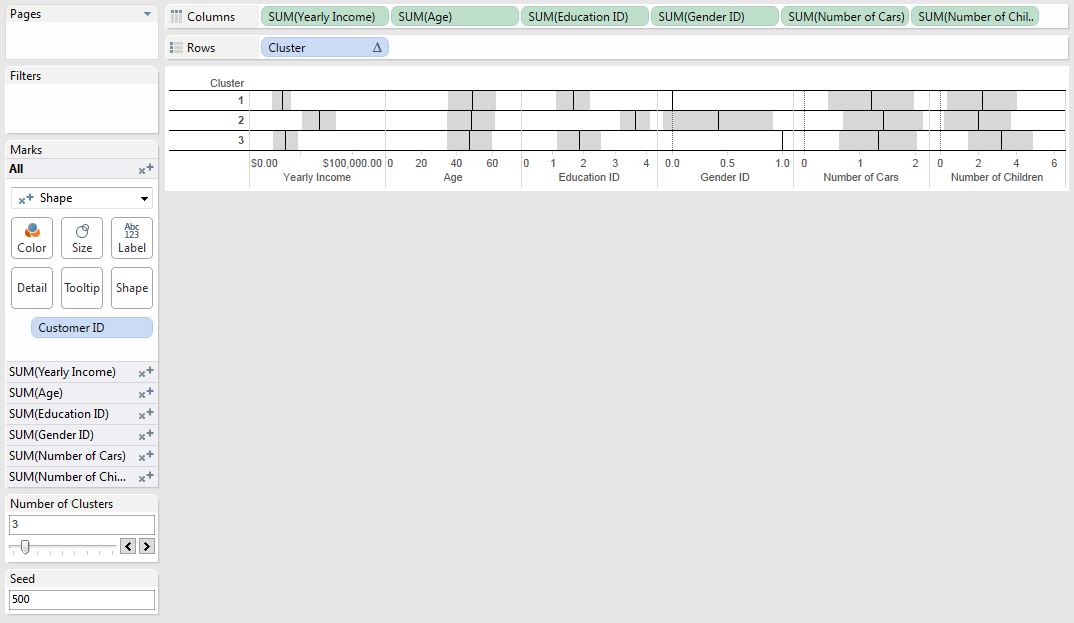 Pages
Columns SUM(Yearly Income) SUM(Age) SUM(Education ID) SUM(Gender ID) SUM(Number of Cars) SUM(Number of Chil..
Rows Cluster Δ
Filters
Marks
All
Shape
Color Size Abc 123 Label
Detail Tooltip Shape
Customer ID
SUM(Yearly Income)
SUM(Age)
SUM(Education ID)
SUM(Gender ID)
SUM(Number of Cars)
SUM(Number of Chi...
Number of Clusters
3
Seed
500
Cluster
1
2
3
$0.00 $100,000.00 0 20 40 60 0 1 2 3 4 0.0 0.5 1.0 0 1 2 0 2 4 6
Yearly Income Age Education ID Gender ID Number of Cars Number of Children